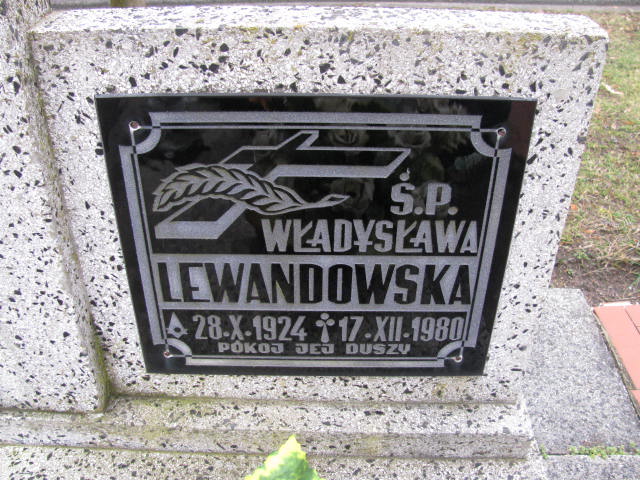 Ś.P.
WŁADYSŁAWA
LEWANDOWSKA
28.X.1924 17.XII.1980
POKÓJ JEJ DUSZY